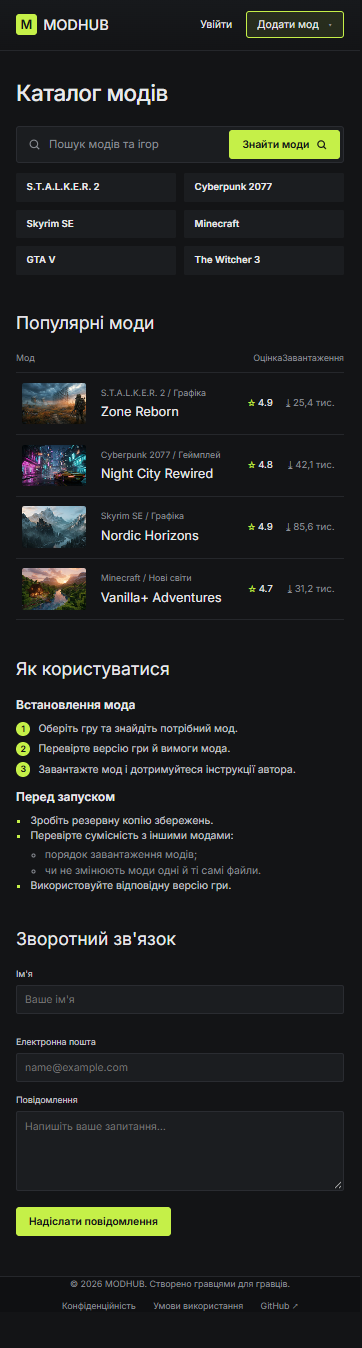 M MODHUB Увійти Додати мод
Каталог модів
Пошук модів та ігор Знайти моди
S.T.A.L.K.E.R. 2 Cyberpunk 2077
Skyrim SE Minecraft
GTA V The Witcher 3
Популярні моди
Мод Оцінка Завантаження
S.T.A.L.K.E.R. 2 / Графіка
Zone Reborn ☆ 4.9 ↓ 25,4 тис.
Cyberpunk 2077 / Геймплей
Night City Rewired ☆ 4.8 ↓ 42,1 тис.
Skyrim SE / Графіка
Nordic Horizons ☆ 4.9 ↓ 85,6 тис.
Minecraft / Нові світи
Vanilla+ Adventures ☆ 4.7 ↓ 31,2 тис.
Як користуватися
Встановлення мода
1 Оберіть гру та знайдіть потрібний мод.
2 Перевірте версію гри й вимоги мода.
3 Завантажте мод і дотримуйтеся інструкції автора.
Перед запуском
Зробіть резервну копію збережень.
Перевірте сумісність з іншими модами:
порядок завантаження модів;
чи не змінюють моди одні й ті самі файли.
Використовуйте відповідну версію гри.
Зворотний зв'язок
Ім'я
Ваше ім'я
Електронна пошта
name@example.com
Повідомлення
Напишіть ваше запитання...
Надіслати повідомлення
© 2026 MODHUB. Створено гравцями для гравців.
Конфіденційність Умови використання GitHub ↗